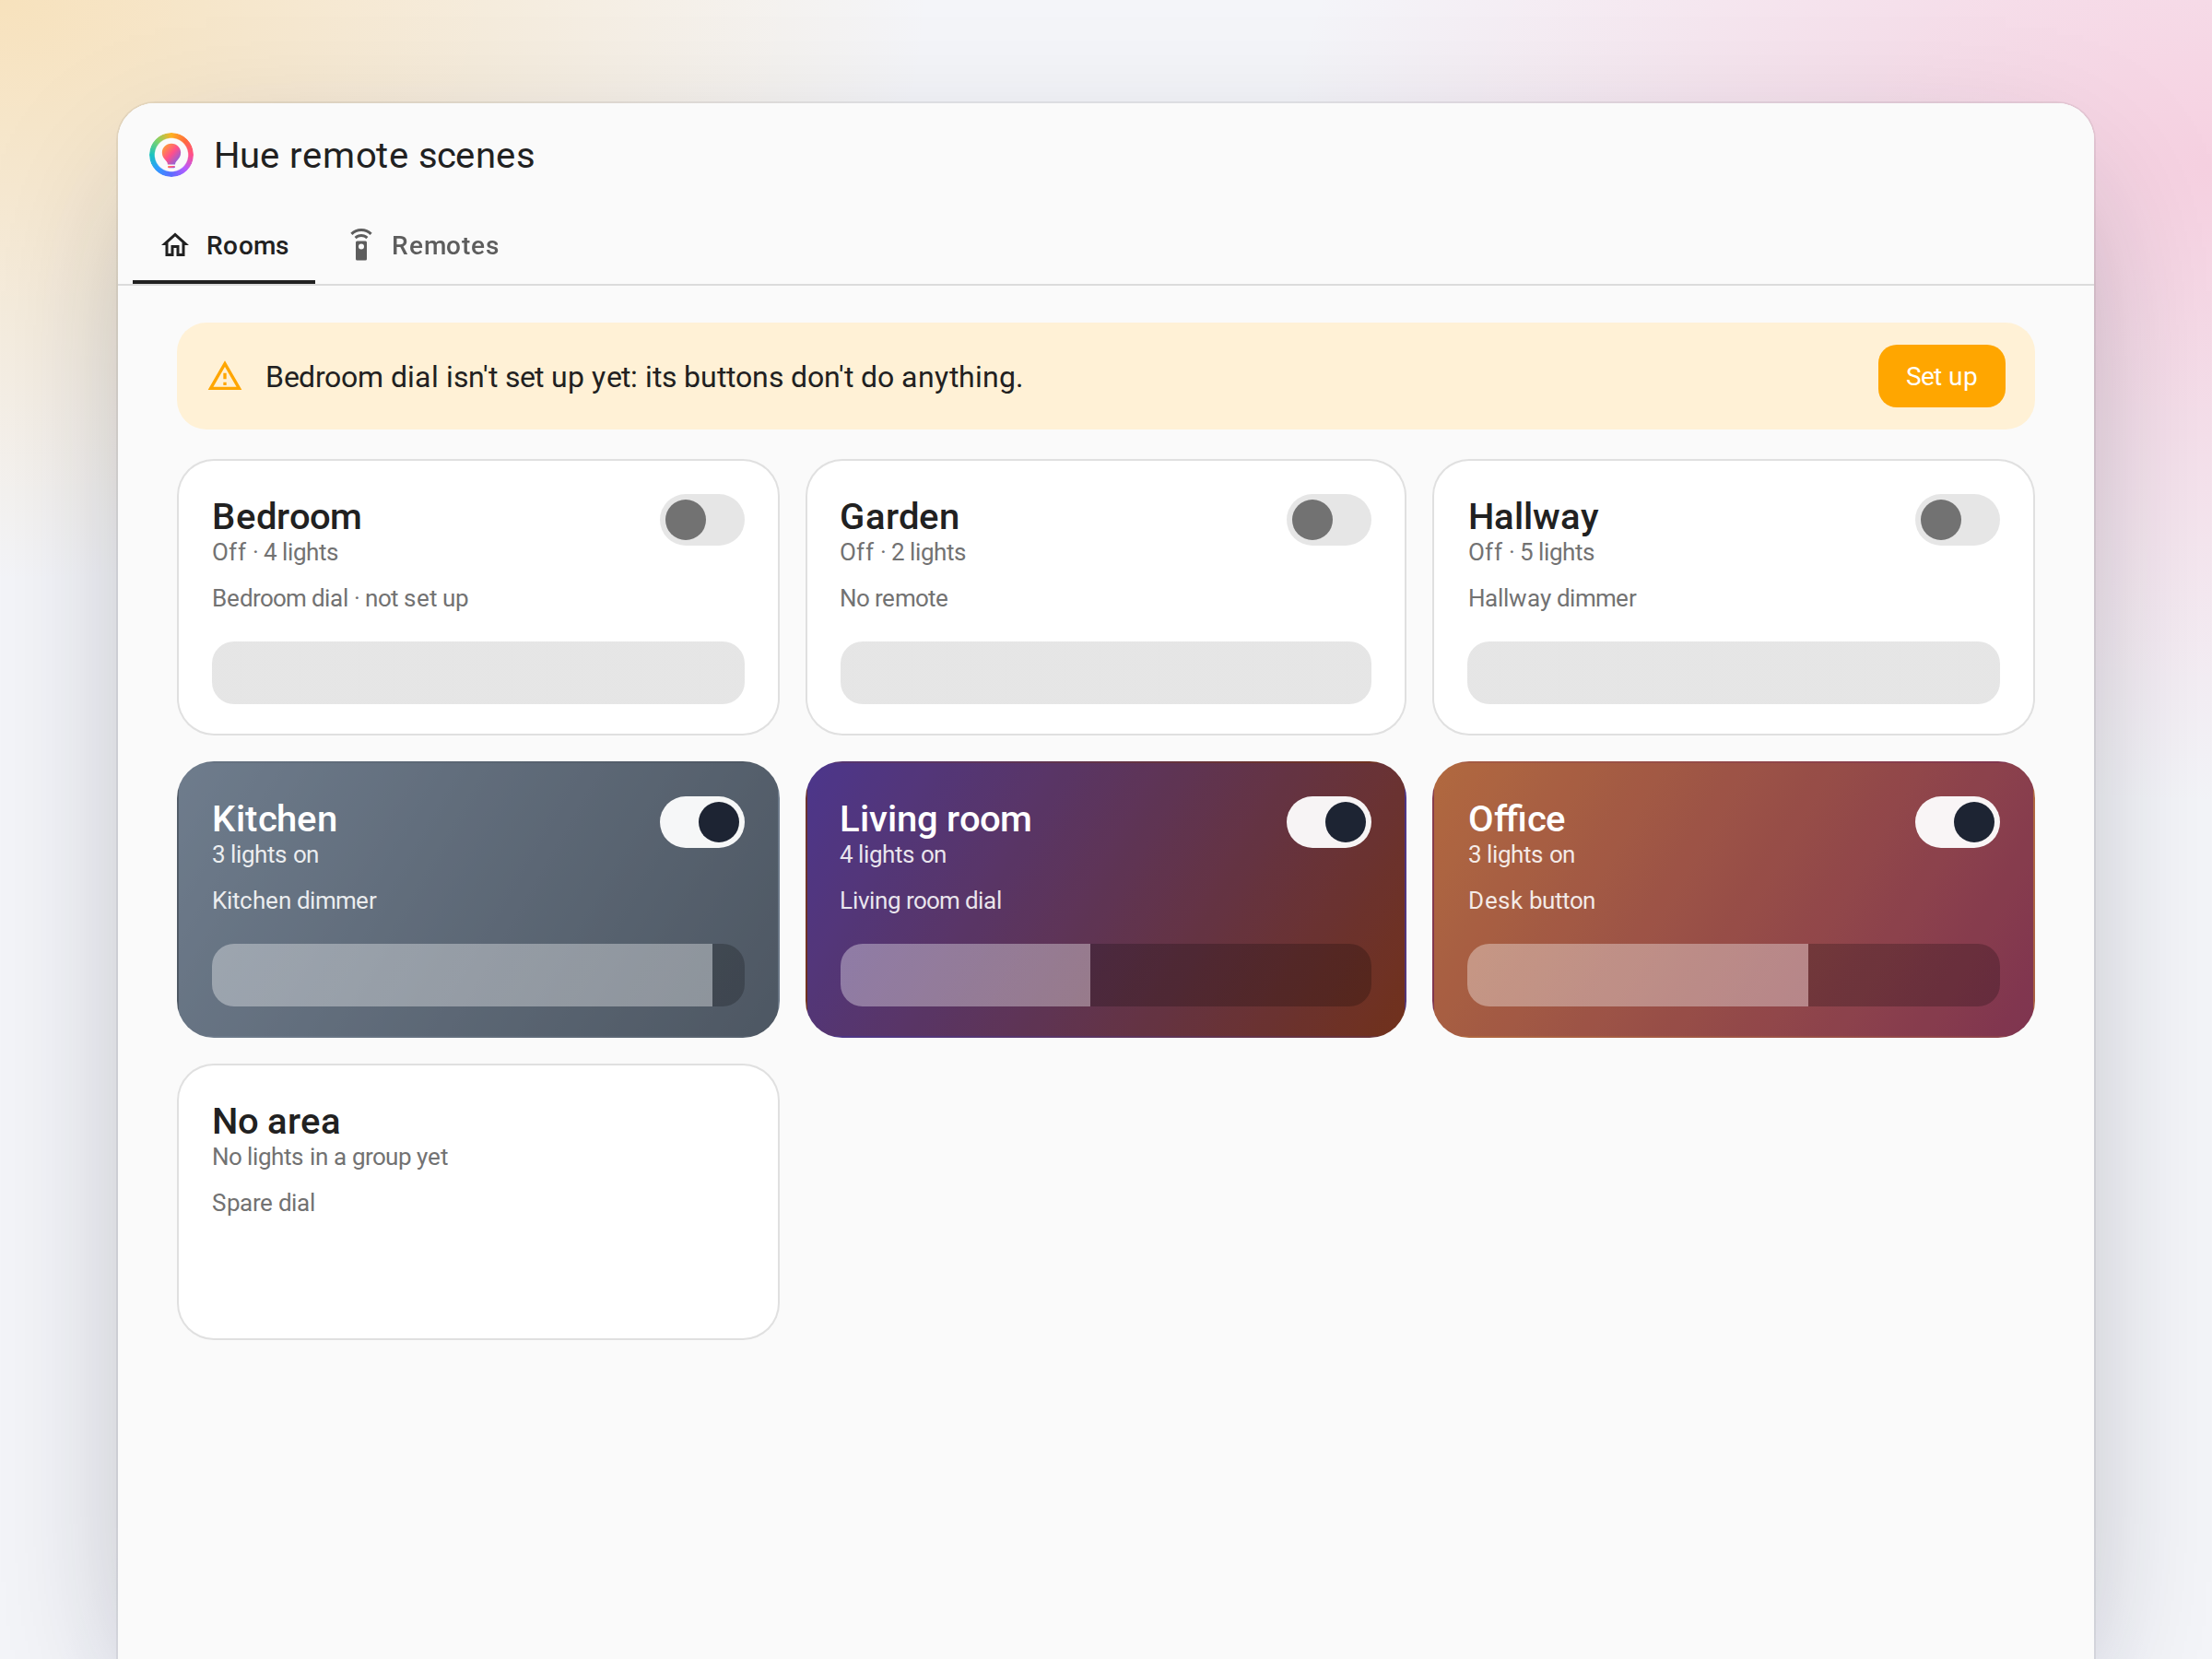 Hue remote scenes
Rooms
Remotes
Bedroom dial isn't set up yet: its buttons don't do anything.
Set up
Bedroom
Off · 4 lights
Bedroom dial · not set up
Garden
Off · 2 lights
No remote
Hallway
Off · 5 lights
Hallway dimmer
Kitchen
3 lights on
Kitchen dimmer
Living room
4 lights on
Living room dial
Office
3 lights on
Desk button
No area
No lights in a group yet
Spare dial